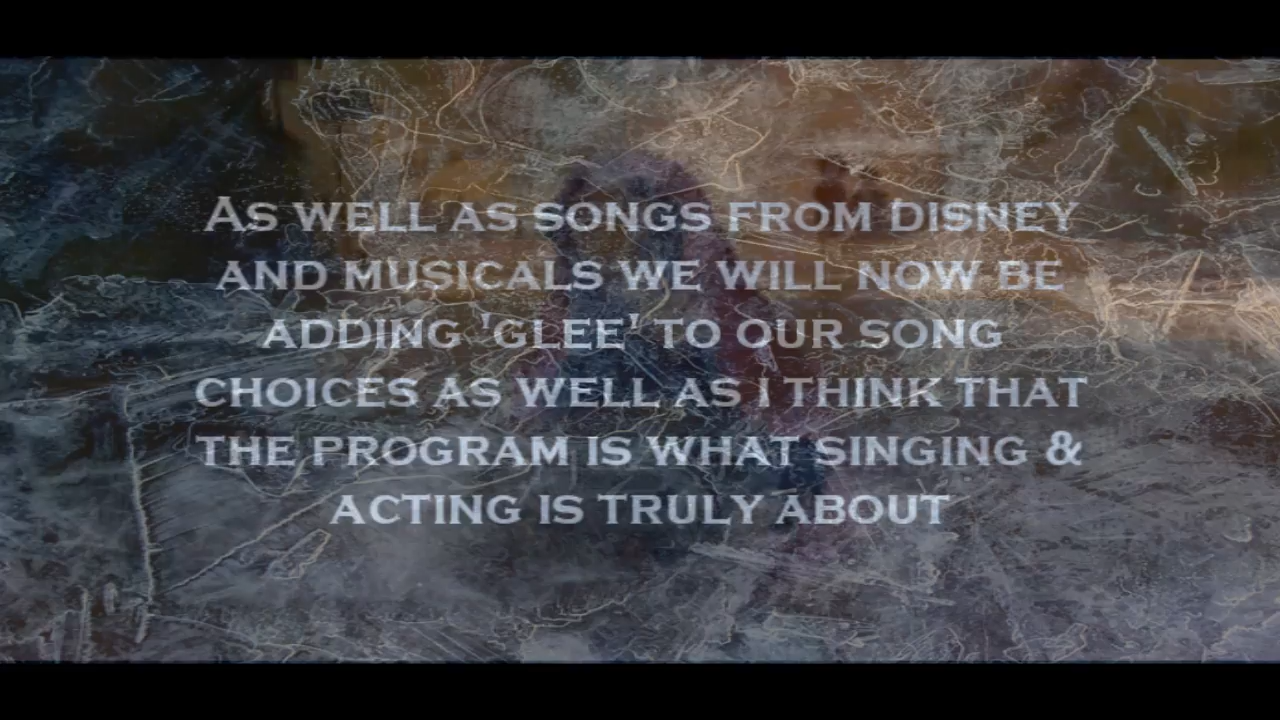 As well as songs from Disney
and musicals we will now be
adding 'Glee' to our song
choices as well as I think that
the program is what singing &
acting is truly about